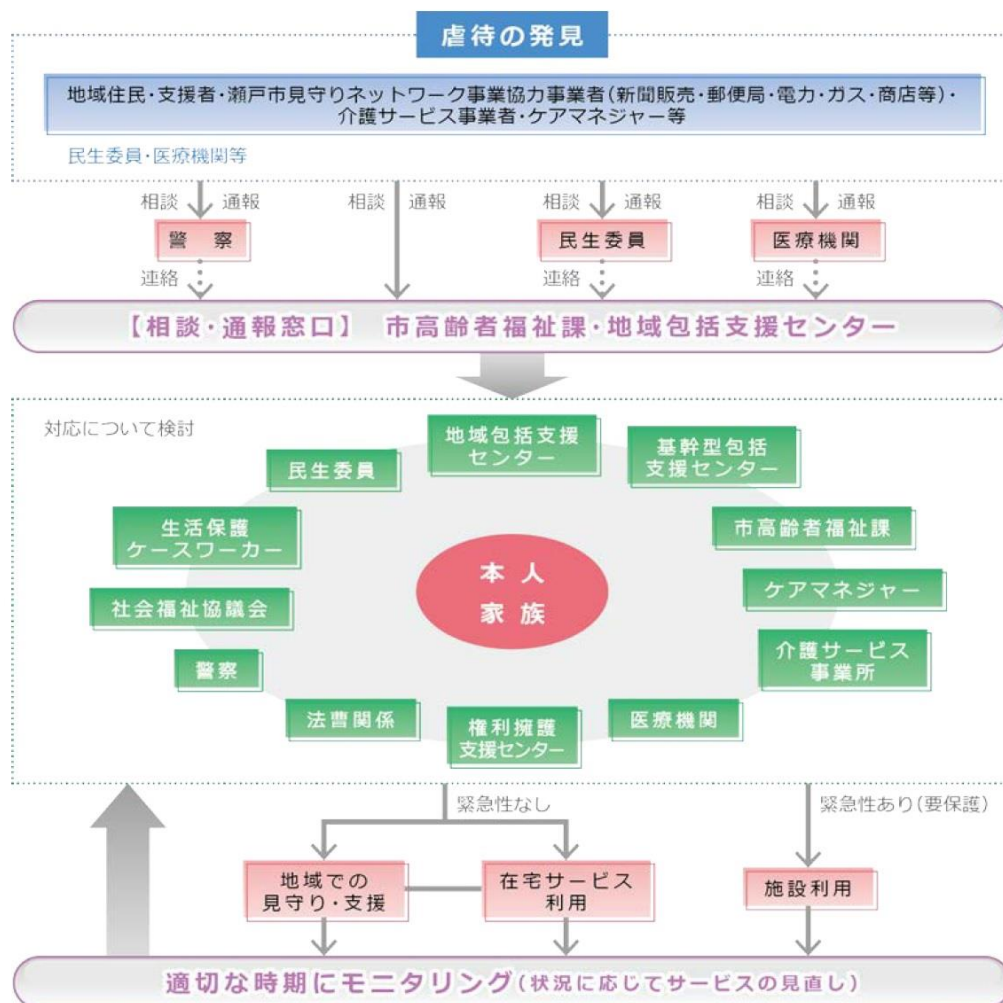 虐待の発見
地域住民・支援者・瀬戸市見守りネットワーク事業協力事業者(新聞販売・郵便局・電力・ガス・商店等)・
介護サービス事業者・ケアマネジャー等
民生委員・医療機関等
相談 通報
相談 通報
相談 通報
相談 通報
警 察
民生委員
医療機関
連絡
連絡
連絡
【相談・通報窓口】 市高齢者福祉課・地域包括支援センター
対応について検討
地域包括支援
センター
基幹型包括
支援センター
民生委員
生活保護
ケースワーカー
市高齢者福祉課
本 人
家 族
社会福祉協議会
ケアマネジャー
警察
介護サービス
事業所
法曹関係
権利擁護
支援センター
医療機関
緊急性なし
緊急性あり(要保護)
地域での
見守り・支援
在宅サービス
利用
施設利用
適切な時期にモニタリング(状況に応じてサービスの見直し)